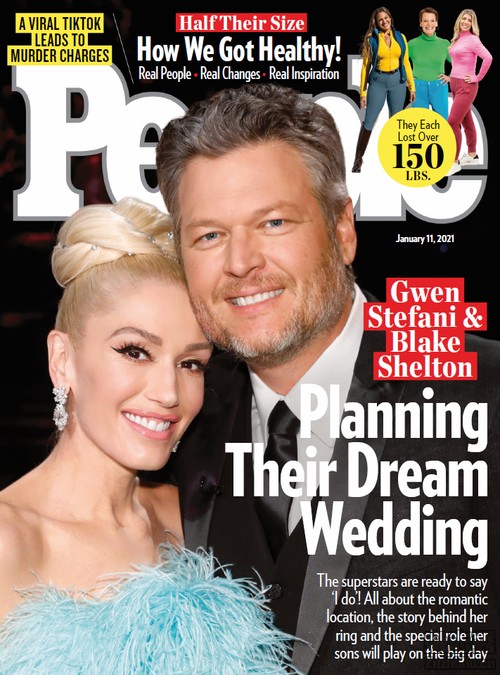 A VIRAL TIKTOK
LEADS TO
MURDER CHARGES
Half Their Size
How We Got Healthy!
Real People • Real Changes • Real Inspiration
People
They Each
Lost Over
150
LBS.
January 11, 2021
Gwen
Stefani &
Blake
Shelton
Planning
Their Dream
Wedding
The superstars are ready to say
'I do'! All about the romantic
location, the story behind her
ring and the special role her
sons will play on the big day